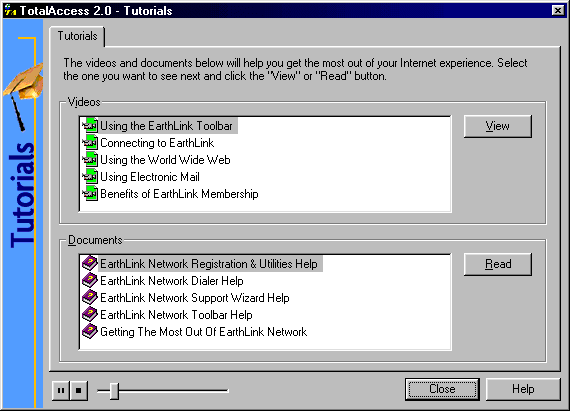 TotalAccess 2.0 - Tutorials
Tutorials
Tutorials
The videos and documents below will help you get the most out of your Internet experience. Select
the one you want to see next and click the "View" or "Read" button.
Videos
Using the EarthLink Toolbar
View
Connecting to EarthLink
Using the World Wide Web
Using Electronic Mail
Benefits of EarthLink Membership
Documents
EarthLink Network Registration & Utilities Help
Read
EarthLink Network Dialer Help
EarthLink Network Support Wizard Help
EarthLink Network Toolbar Help
Getting The Most Out Of EarthLink Network
Close
Help